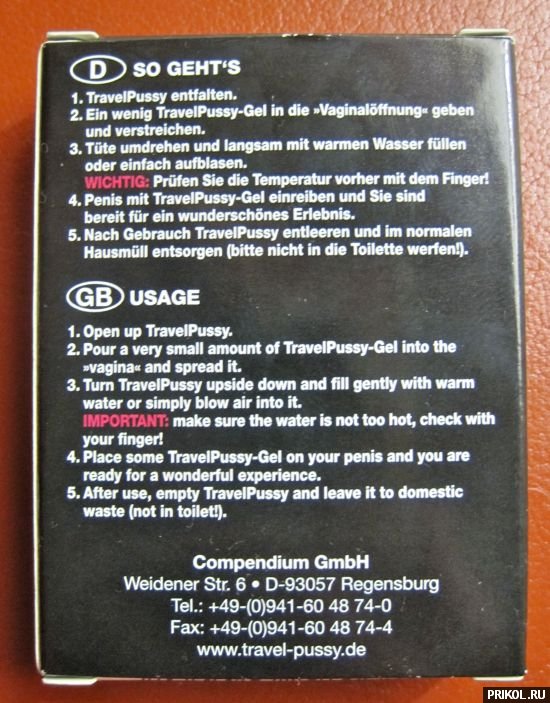 D SO GEHT'S
1. TravelPussy entfalten.
2. Ein wenig TravelPussy-Gel in die »Vaginalöffnung« geben
und verstreichen.
3. Tüte umdrehen und langsam mit warmen Wasser füllen
oder einfach aufblasen.
WICHTIG: Prüfen Sie die Temperatur vorher mit dem Finger!
4. Penis mit TravelPussy-Gel einreiben und Sie sind
bereit für ein wunderschönes Erlebnis.
5. Nach Gebrauch TravelPussy entleeren und im normalen
Hausmüll entsorgen (bitte nicht in die Toilette werfen!).
GB USAGE
1. Open up TravelPussy.
2. Pour a very small amount of TravelPussy-Gel into the
»vagina« and spread it.
3. Turn TravelPussy upside down and fill gently with warm
water or simply blow air into it.
IMPORTANT: make sure the water is not too hot, check with
your finger!
4. Place some TravelPussy-Gel on your penis and you are
ready for a wonderful experience.
5. After use, empty TravelPussy and leave it to domestic
waste (not in toilet!).
Compendium GmbH
Weidener Str. 6 • D-93057 Regensburg
Tel.: +49-(0)941-60 48 74-0
Fax: +49-(0)941-60 48 74-4
www.travel-pussy.de
PRIKOL.RU